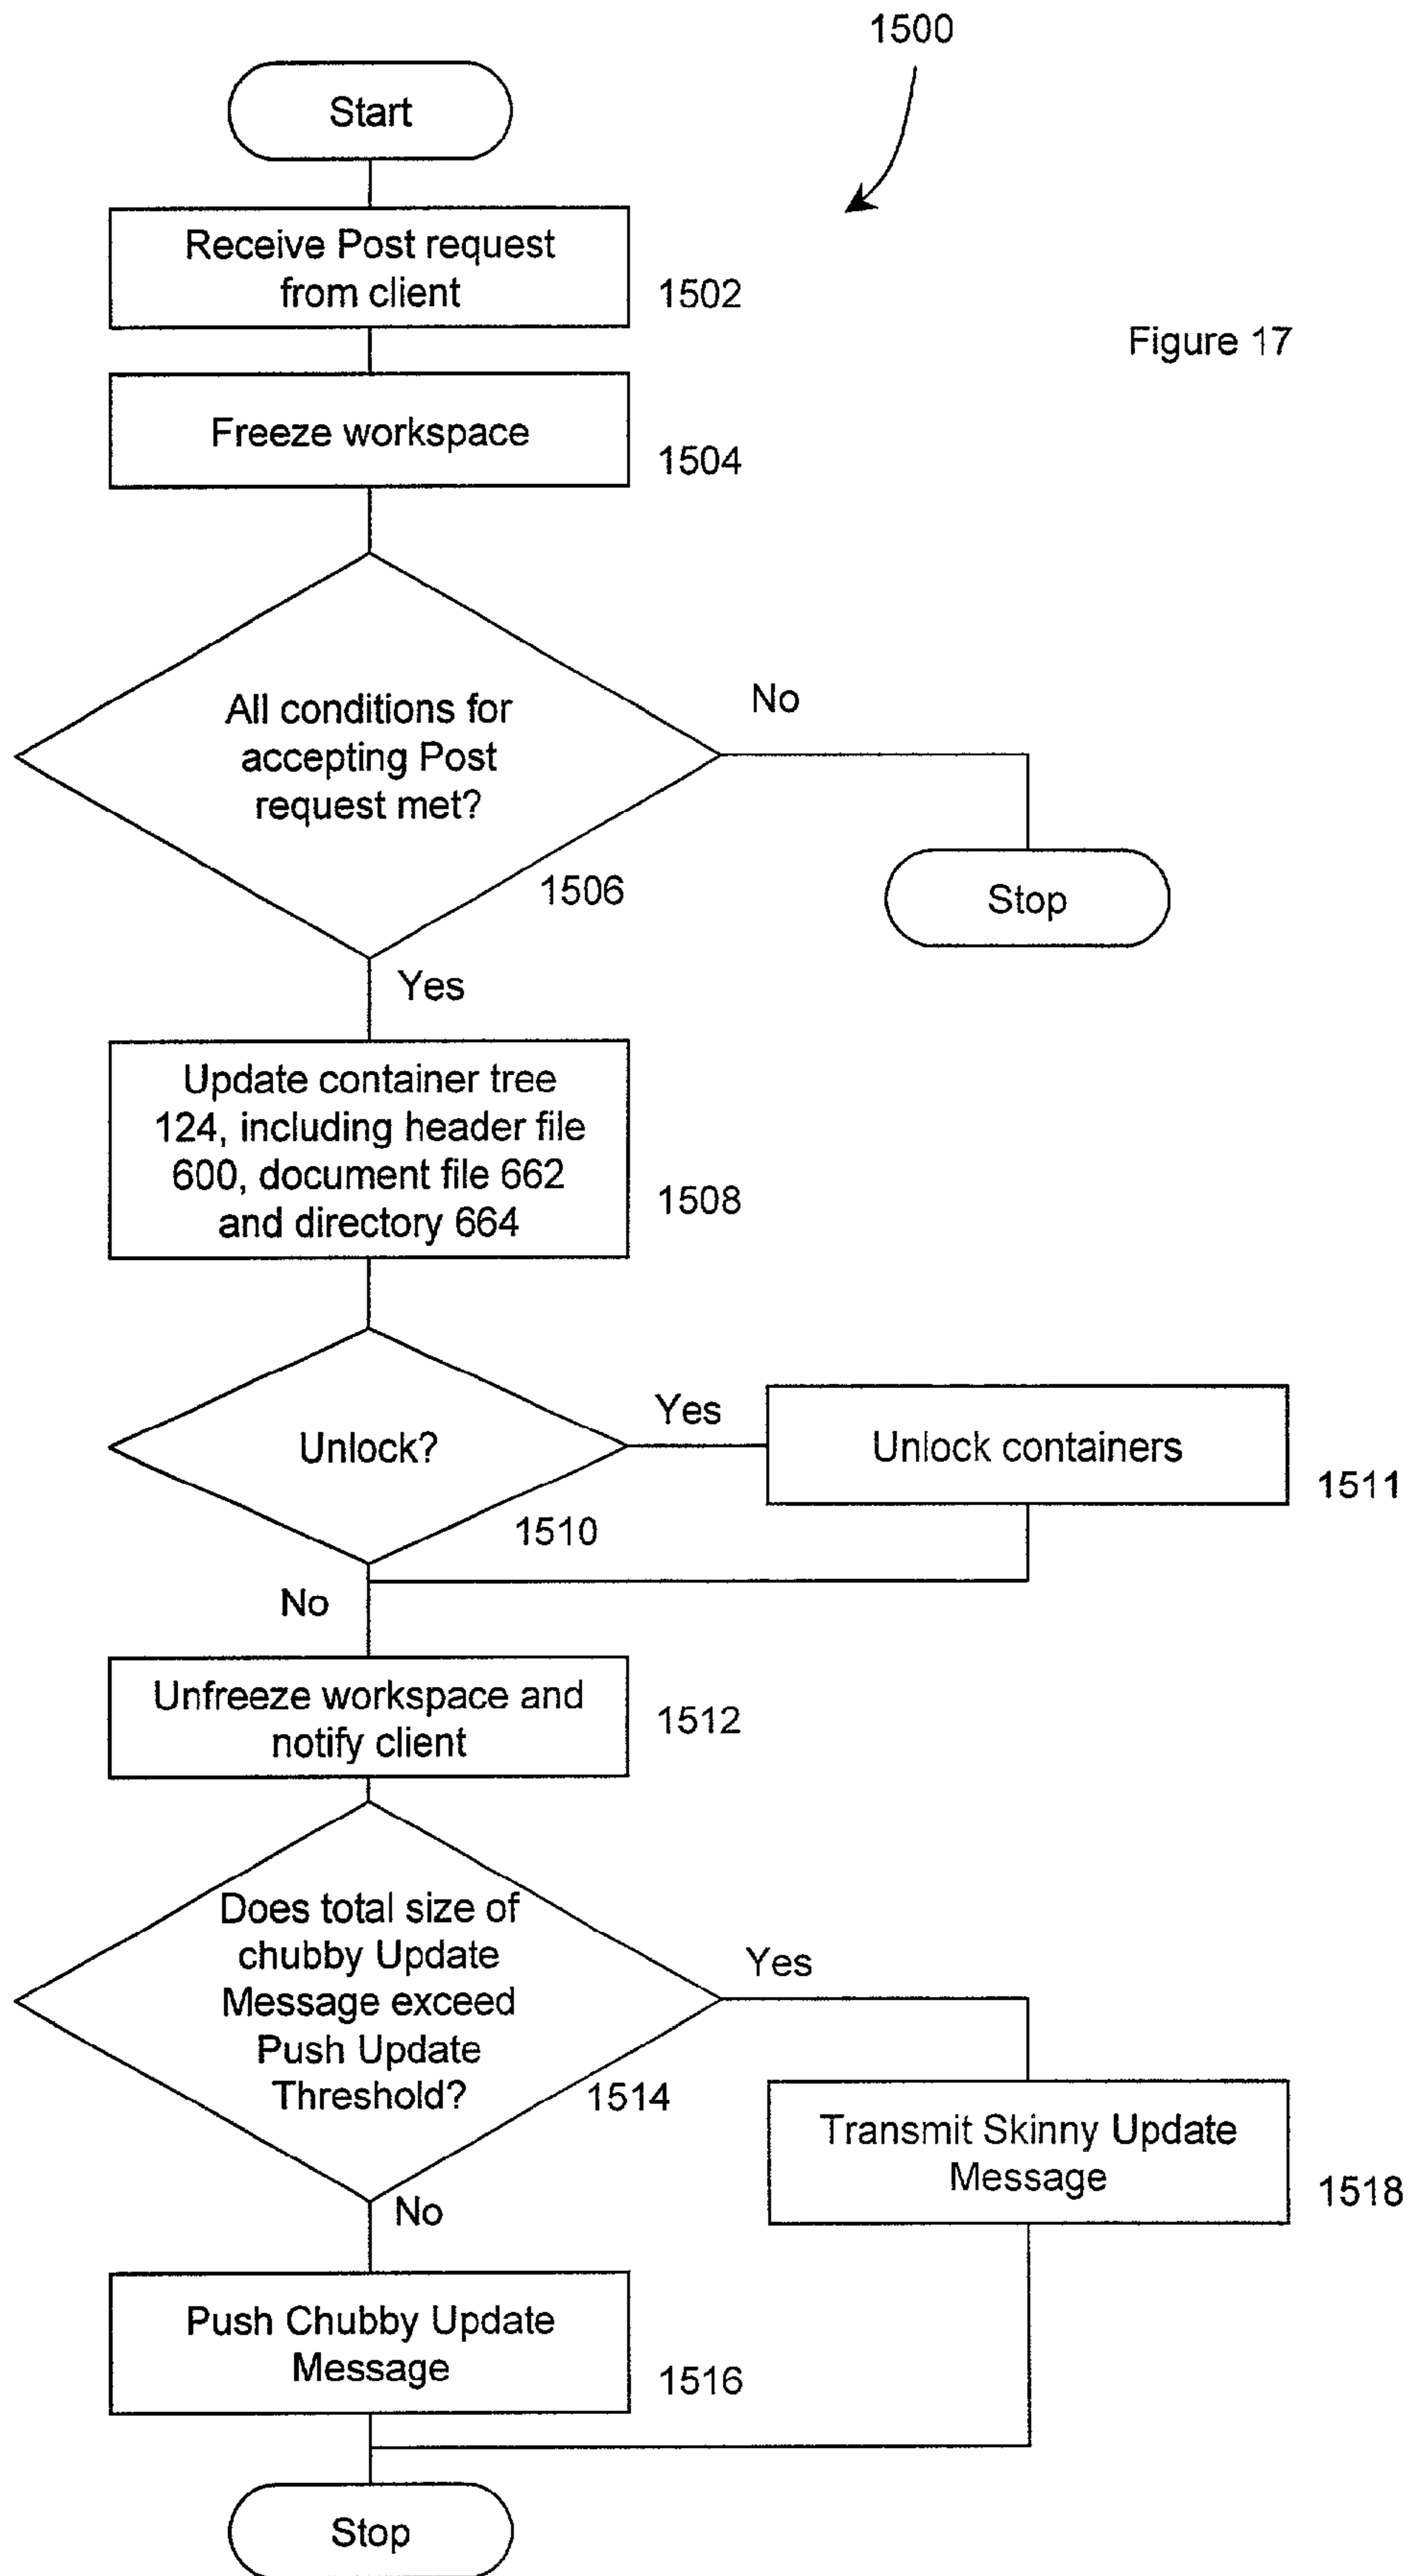 1500
Start
Receive Post request
from client
1502
Figure 17
Freeze workspace
1504
All conditions for
accepting Post
request met?
No
1506
Stop
Yes
Update container tree
124, including header file
600, document file 662
and directory 664
1508
Unlock?
Yes
Unlock containers
1511
1510
No
Unfreeze workspace and
notify client
1512
Does total size of
chubby Update
Message exceed
Push Update
Threshold?
Yes
1514
Transmit Skinny Update
Message
1518
No
Push Chubby Update
Message
1516
Stop